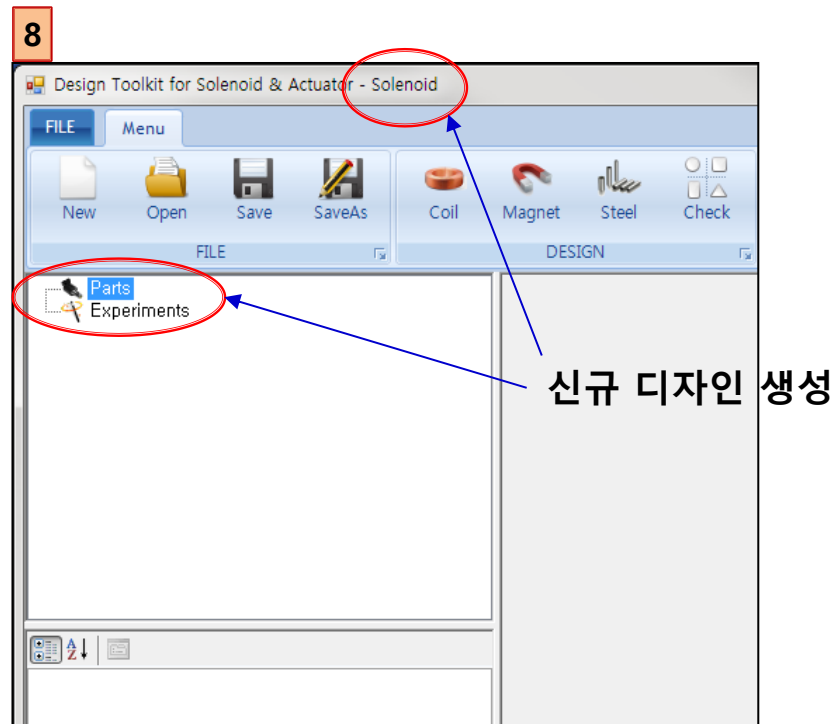 8
Design Toolkit for Solenoid & Actuator - Solenoid
FILE Menu
New Open Save SaveAs Coil Magnet Steel Check
FILE DESIGN
Parts
Experiments
신규 디자인 생성
A
Z